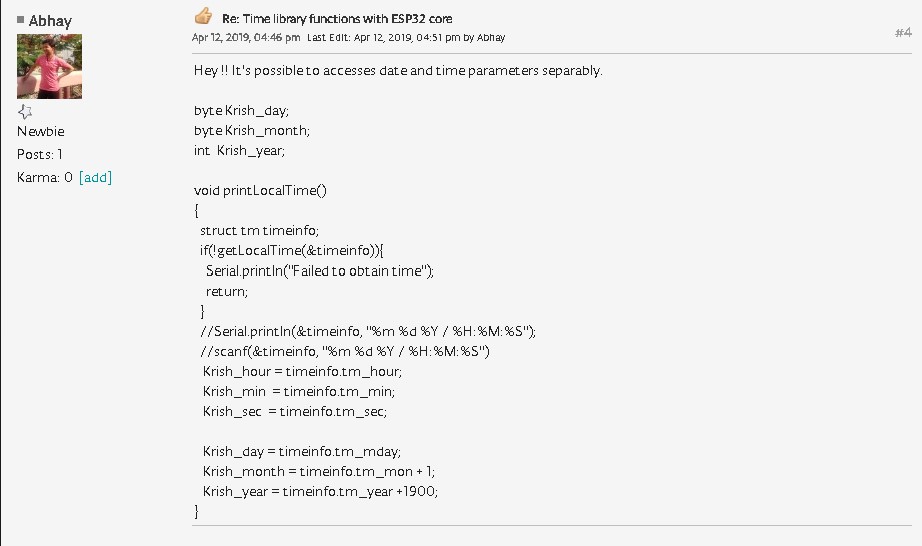 Abhay
Newbie
Posts: 1
Karma: 0 [add]
Re: Time library functions with ESP32 core
Apr 12, 2019, 04:46 pm Last Edit: Apr 12, 2019, 04:51 pm by Abhay
#4
Hey !! It's possible to accesses date and time parameters separably.
byte Krish_day;
byte Krish_month;
int  Krish_year;
void printLocalTime()
{
  struct tm timeinfo;
  if(!getLocalTime(&timeinfo)){
    Serial.println("Failed to obtain time");
    return;
  }
  //Serial.println(&timeinfo, "%m %d %Y / %H:%M:%S");
  //scanf(&timeinfo, "%m %d %Y / %H:%M:%S")
   Krish_hour = timeinfo.tm_hour;
   Krish_min  = timeinfo.tm_min;
   Krish_sec  = timeinfo.tm_sec;
   Krish_day = timeinfo.tm_mday;
   Krish_month = timeinfo.tm_mon + 1;
   Krish_year = timeinfo.tm_year +1900;
}